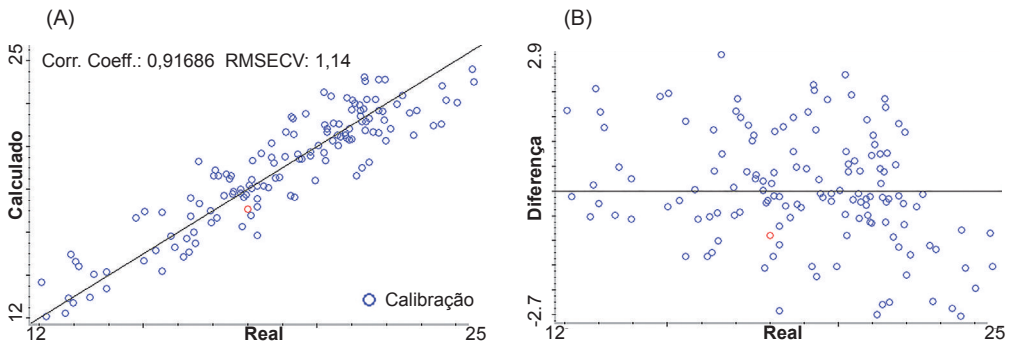 (A)
25
Corr. Coeff.: 0,91686 RMSECV: 1,14
Calculado
Calibração
12
12
Real
25
(B)
2.9
Diferença
-2.7
12
Real
25